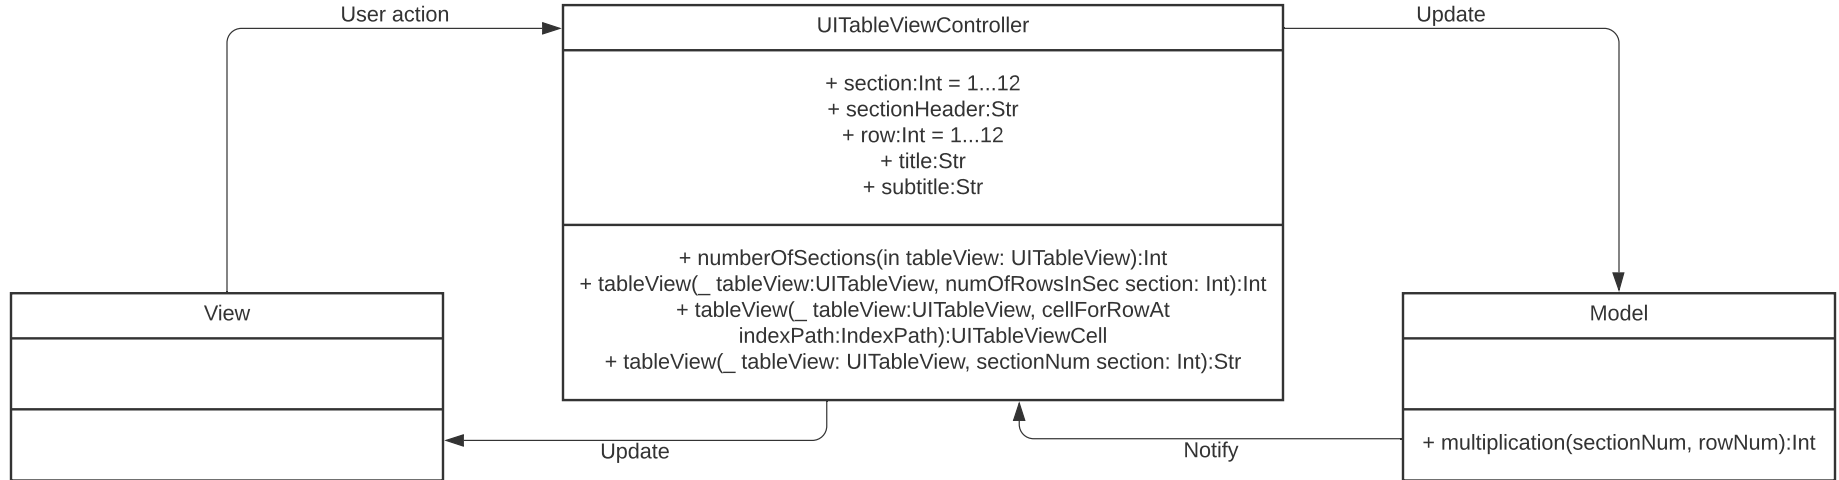 User action
UITableViewController
Update
+ section:Int = 1...12
+ sectionHeader:Str
+ row:Int = 1...12
+ title:Str
+ subtitle:Str
+ numberOfSections(in tableView: UITableView):Int
+ tableView(_ tableView:UITableView, numOfRowsInSec section: Int):Int
+ tableView(_ tableView:UITableView, cellForRowAt
indexPath:IndexPath):UITableViewCell
+ tableView(_ tableView: UITableView, sectionNum section: Int):Str
View
Model
+ multiplication(sectionNum, rowNum):Int
Update
Notify